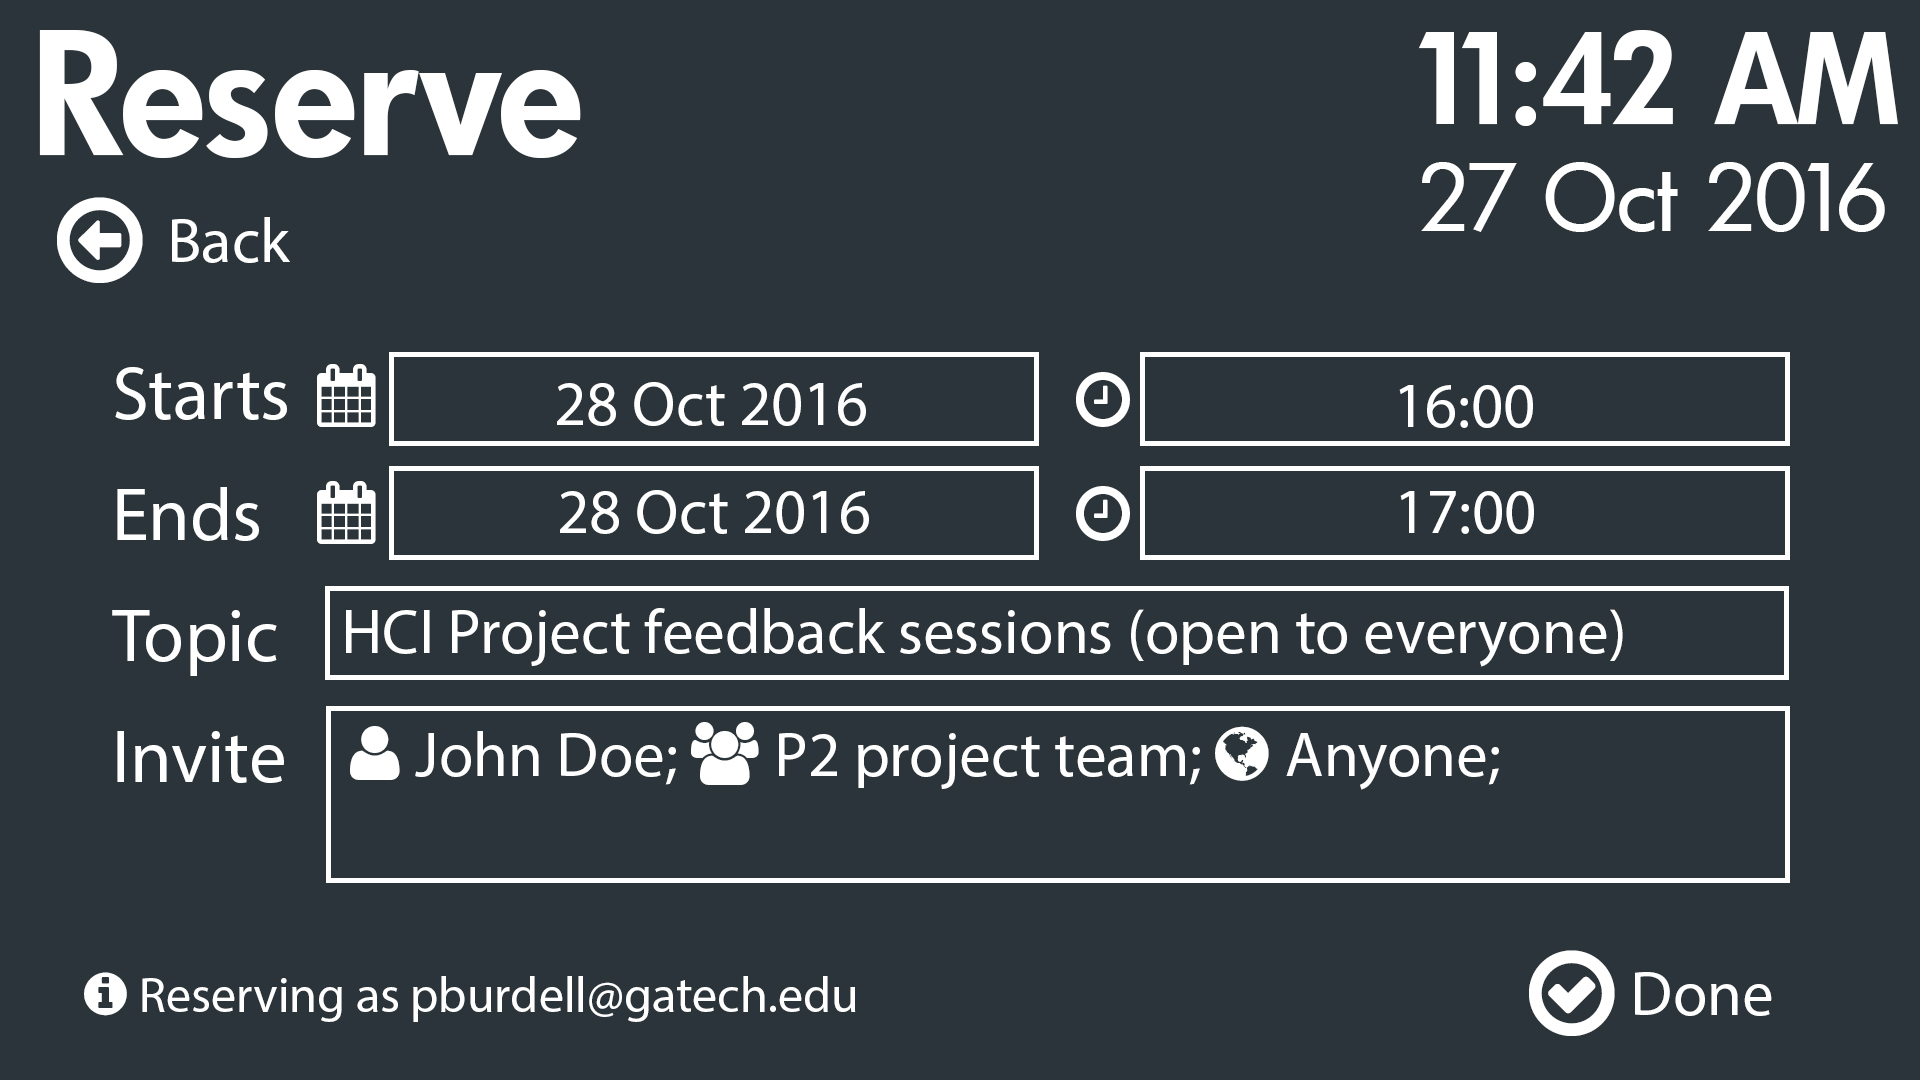 Reserve
11:42 AM
27 Oct 2016
Back
Starts 28 Oct 2016 16:00
Ends 28 Oct 2016 17:00
Topic HCI Project feedback sessions (open to everyone)
Invite John Doe; P2 project team; Anyone;
Reserving as pburdell@gatech.edu
Done